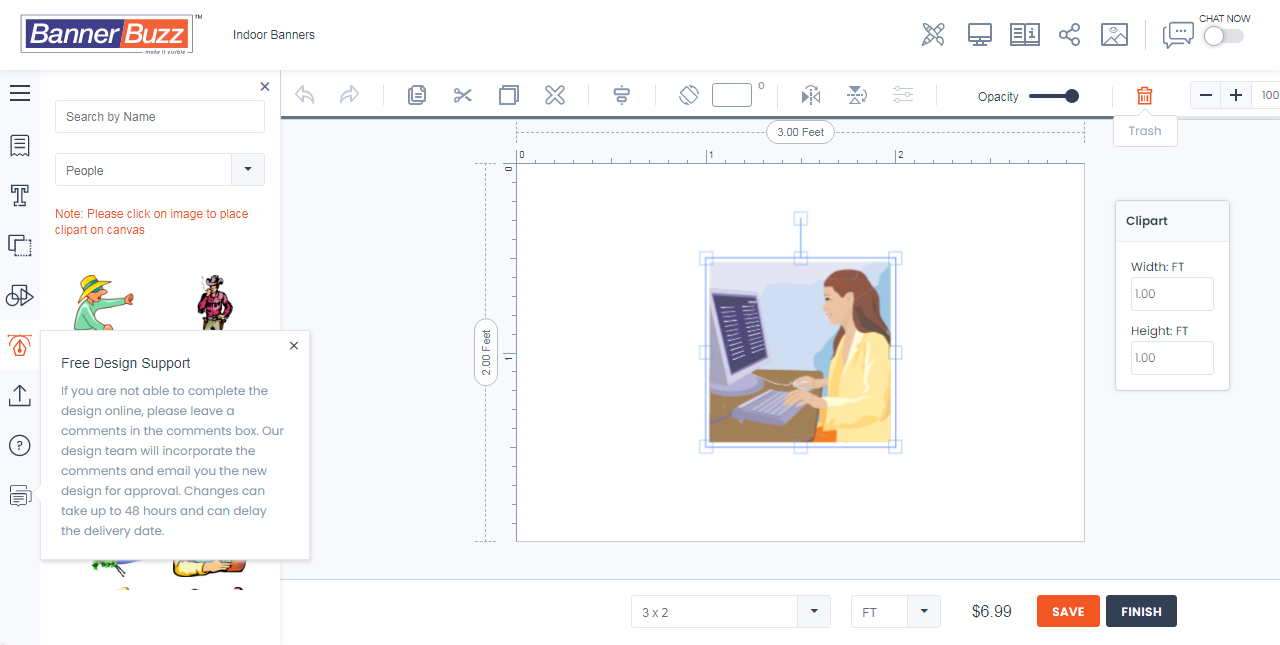 BannerBuzz
TM
make it visible
Indoor Banners
CHAT NOW
Search by Name
People
Note: Please click on image to place
clipart on canvas
Opacity
100
Trash
3.00 Feet
0
1
2
0
2.00 Feet
1
Clipart
Width: FT
1.00
Height: FT
1.00
Free Design Support
If you are not able to complete the
design online, please leave a
comments in the comments box. Our
design team will incorporate the
comments and email you the new
design for approval. Changes can
take up to 48 hours and can delay
the delivery date.
3 x 2
FT
$6.99
SAVE
FINISH